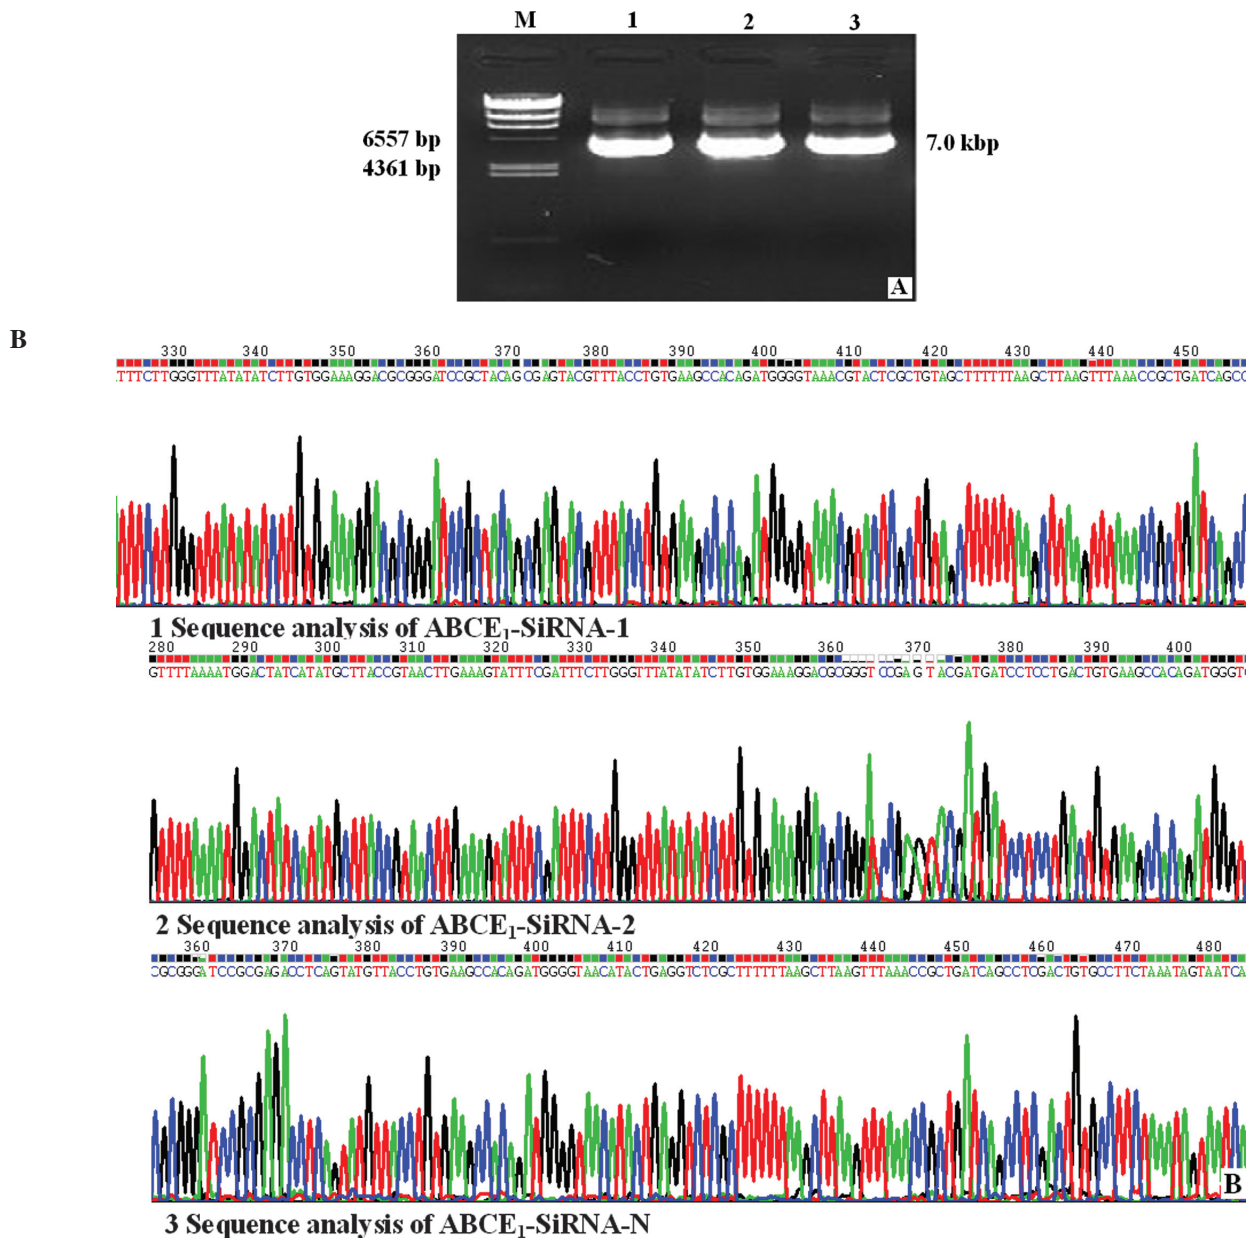 M 1 2 3
6557 bp
4361 bp
7.0 kbp
A
B
330 340 350 360 370 380 390 400 410 420 430 440 450
TTTCTTGGGTTTATATATCTTGTGGAAAGGACGCGGGATCCGCTACAGCGAGTACGTTTACCTGTGAAGCCACAGATGGGGTAAACGTACTCGCTGTAGCTTTTTTAAGCTTAAGTTTAAACCGCTGATCAGCC
1 Sequence analysis of ABCE₁-SiRNA-1
280 290 300 310 320 330 340 350 360 370 380 390 400
GTTTTAAAATGGACTATCATATGCTTACCGTAACTTGAAAGTATTTCGATTTCTTGGGTTTATATATCTTGTGGAAAGGACGCGGGTCCGAGTACGATGATCCTCCTGACTGTGAAGCCACAGATGGGT
2 Sequence analysis of ABCE₁-SiRNA-2
360 370 380 390 400 410 420 430 440 450 460 470 480
CGCGGGATCCGCGAGACCTCAGTATGTTACCTGTGAAGCCACAGATGGGGTAACATACTGAGGTCTCGCTTTTTTAAGCTTAAGTTTAAACCGCTGATCAGCCTCGACTGTGCCTTCTAAATAGTAATCA
B
3 Sequence analysis of ABCE₁-SiRNA-N